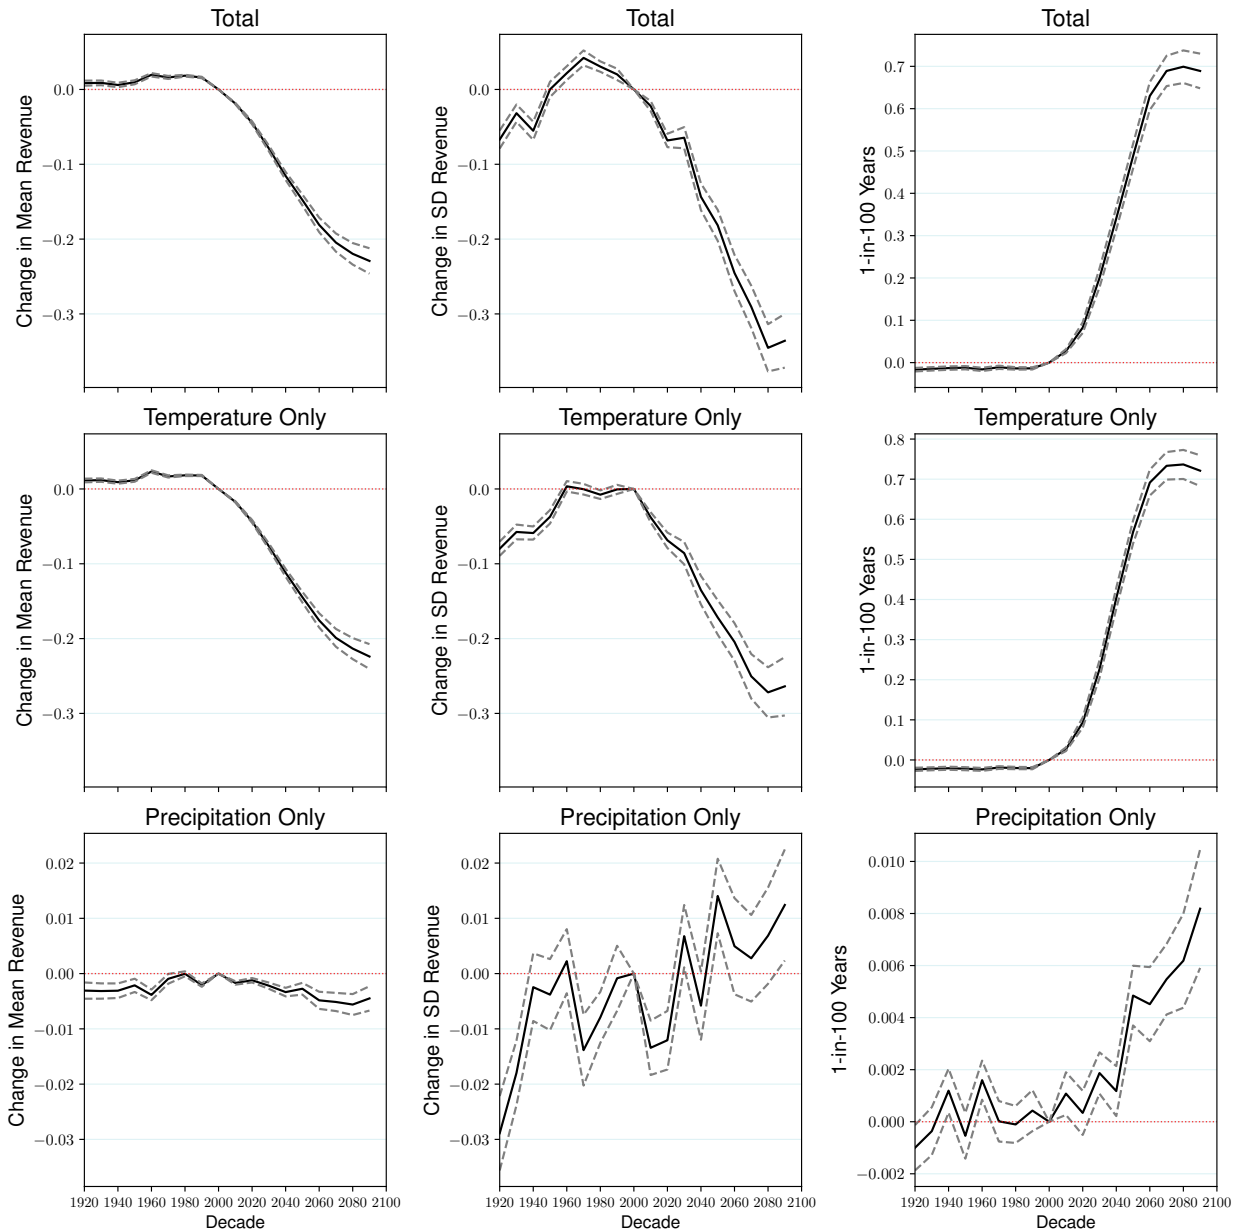 Total
Total
Total
Change in Mean Revenue
0.0
−0.1
−0.2
−0.3
Change in SD Revenue
0.0
−0.1
−0.2
−0.3
1-in-100 Years
0.7
0.6
0.5
0.4
0.3
0.2
0.1
0.0
Temperature Only
Temperature Only
Temperature Only
Change in Mean Revenue
0.0
−0.1
−0.2
−0.3
Change in SD Revenue
0.0
−0.1
−0.2
−0.3
1-in-100 Years
0.8
0.7
0.6
0.5
0.4
0.3
0.2
0.1
0.0
Precipitation Only
Precipitation Only
Precipitation Only
Change in Mean Revenue
0.02
0.01
0.00
−0.01
−0.02
−0.03
Change in SD Revenue
0.02
0.01
0.00
−0.01
−0.02
−0.03
1-in-100 Years
0.010
0.008
0.006
0.004
0.002
0.000
−0.002
1920 1940 1960 1980 2000 2020 2040 2060 2080 2100
1920 1940 1960 1980 2000 2020 2040 2060 2080 2100
1920 1940 1960 1980 2000 2020 2040 2060 2080 2100
Decade
Decade
Decade